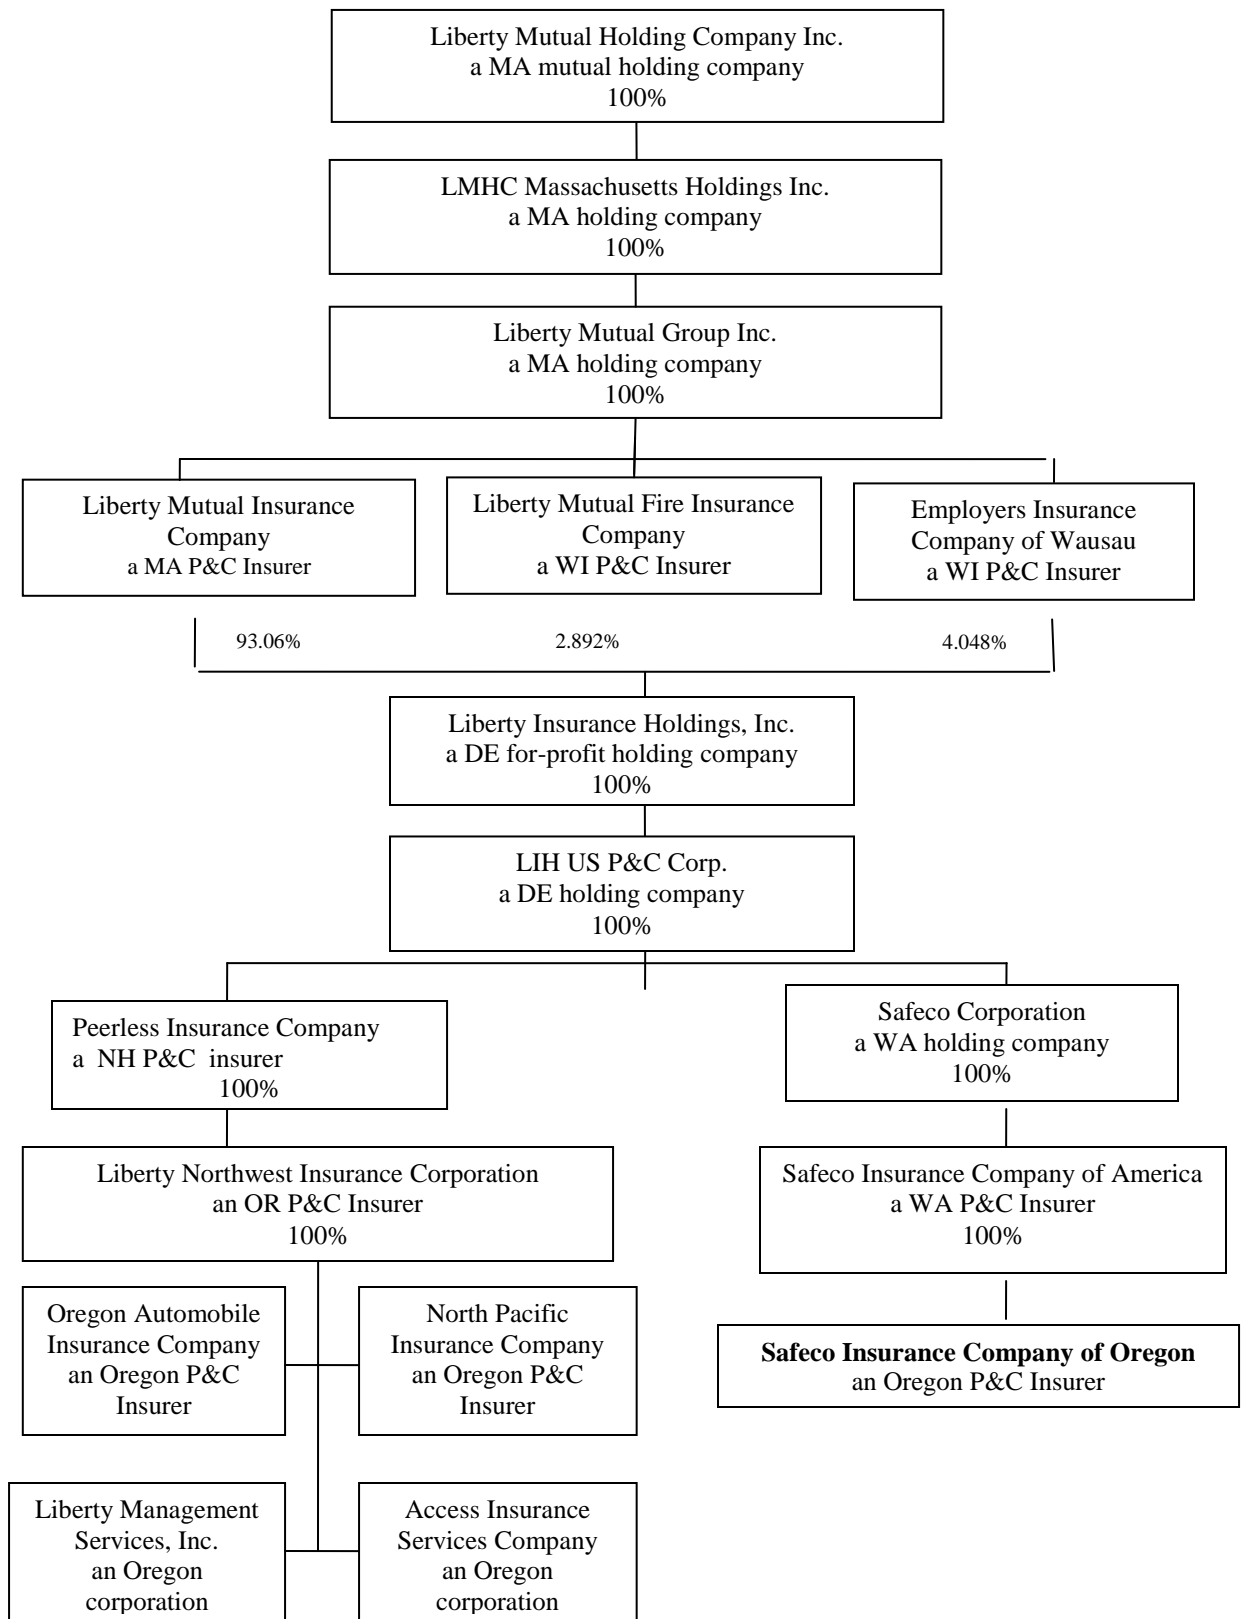 Liberty Mutual Holding Company Inc.
a MA mutual holding company
100%
LMHC Massachusetts Holdings Inc.
a MA holding company
100%
Liberty Mutual Group Inc.
a MA holding company
100%
Liberty Mutual Insurance
Company
a MA P&C Insurer
Liberty Mutual Fire Insurance
Company
a WI P&C Insurer
Employers Insurance
Company of Wausau
a WI P&C Insurer
93.06%
2.892%
4.048%
Liberty Insurance Holdings, Inc.
a DE for-profit holding company
100%
LIH US P&C Corp.
a DE holding company
100%
Peerless Insurance Company
a NH P&C insurer
100%
Safeco Corporation
a WA holding company
100%
Liberty Northwest Insurance Corporation
an OR P&C Insurer
100%
Safeco Insurance Company of America
a WA P&C Insurer
100%
Oregon Automobile
Insurance Company
an Oregon P&C
Insurer
North Pacific
Insurance Company
an Oregon P&C
Insurer
Safeco Insurance Company of Oregon
an Oregon P&C Insurer
Liberty Management
Services, Inc.
an Oregon
corporation
Access Insurance
Services Company
an Oregon
corporation